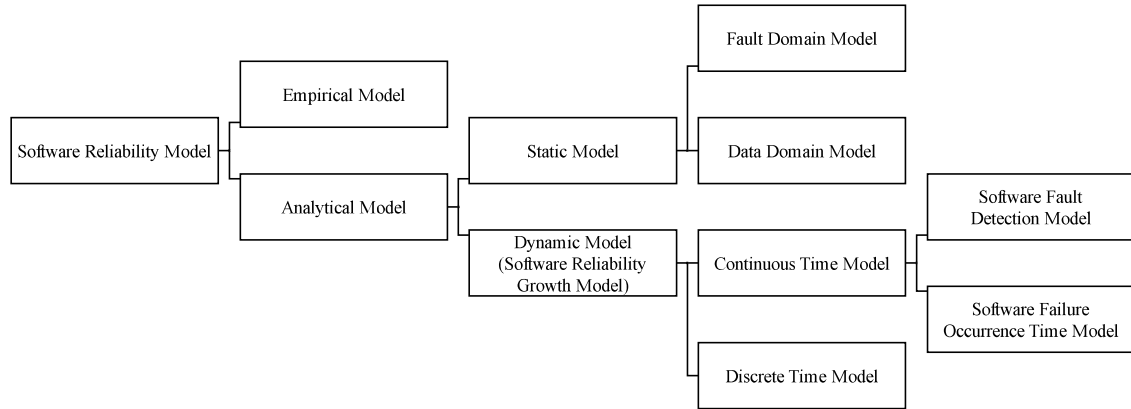 Fault Domain Model
Empirical Model
Software Reliability Model
Static Model
Data Domain Model
Analytical Model
Software Fault
Detection Model
Dynamic Model
(Software Reliability
Growth Model)
Continuous Time Model
Software Failure
Occurrence Time Model
Discrete Time Model